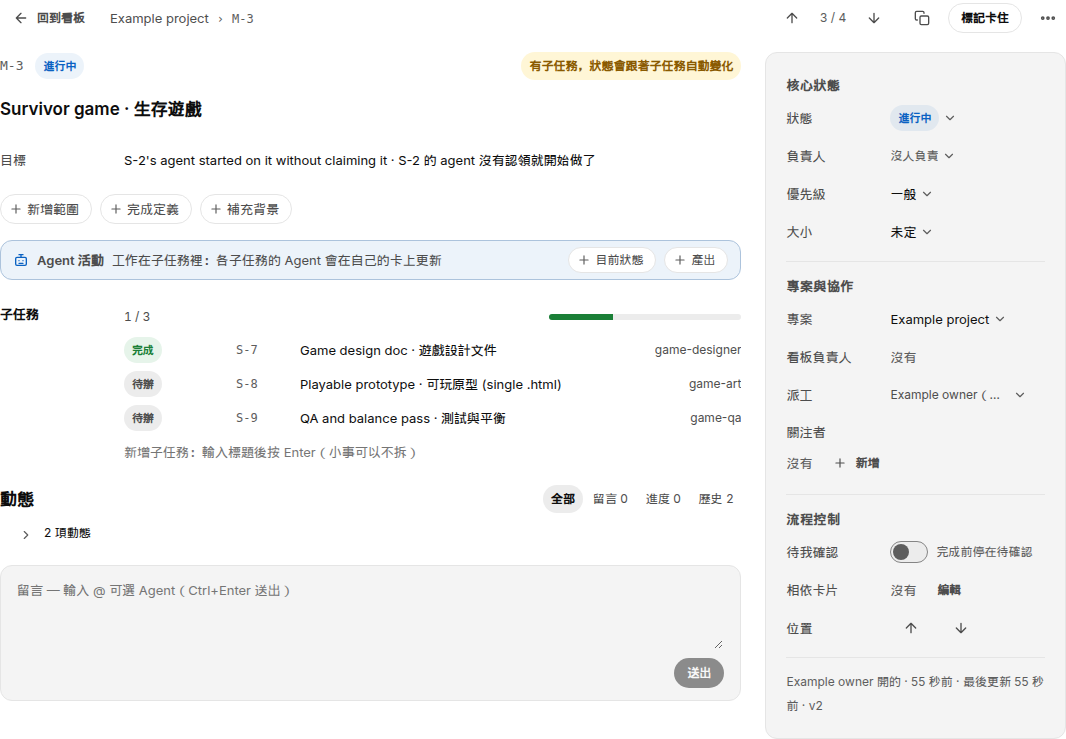 回到看板 Example project › M-3 3 / 4 標記卡住
M-3 進行中 有子任務，狀態會跟著子任務自動變化
Survivor game · 生存遊戲
目標 S-2's agent started on it without claiming it · S-2 的 agent 沒有認領就開始做了
新增範圍 完成定義 補充背景
Agent 活動 工作在子任務裡：各子任務的 Agent 會在自己的卡上更新 目前狀態 產出
子任務 1 / 3
完成 S-7 Game design doc · 遊戲設計文件 game-designer
待辦 S-8 Playable prototype · 可玩原型 (single .html) game-art
待辦 S-9 QA and balance pass · 測試與平衡 game-qa
新增子任務：輸入標題後按 Enter（小事可以不拆）
動態 全部 留言 0 進度 0 歷史 2
2 項動態
留言 — 輸入 @ 可選 Agent（Ctrl+Enter 送出）
送出
核心狀態
狀態 進行中
負責人 沒人負責
優先級 一般
大小 未定
專案與協作
專案 Example project
看板負責人 沒有
派工 Example owner（...
關注者
沒有 新增
流程控制
待我確認 完成前停在待確認
相依卡片 沒有 編輯
位置
Example owner 開的 · 55 秒前 · 最後更新 55 秒
前 · v2